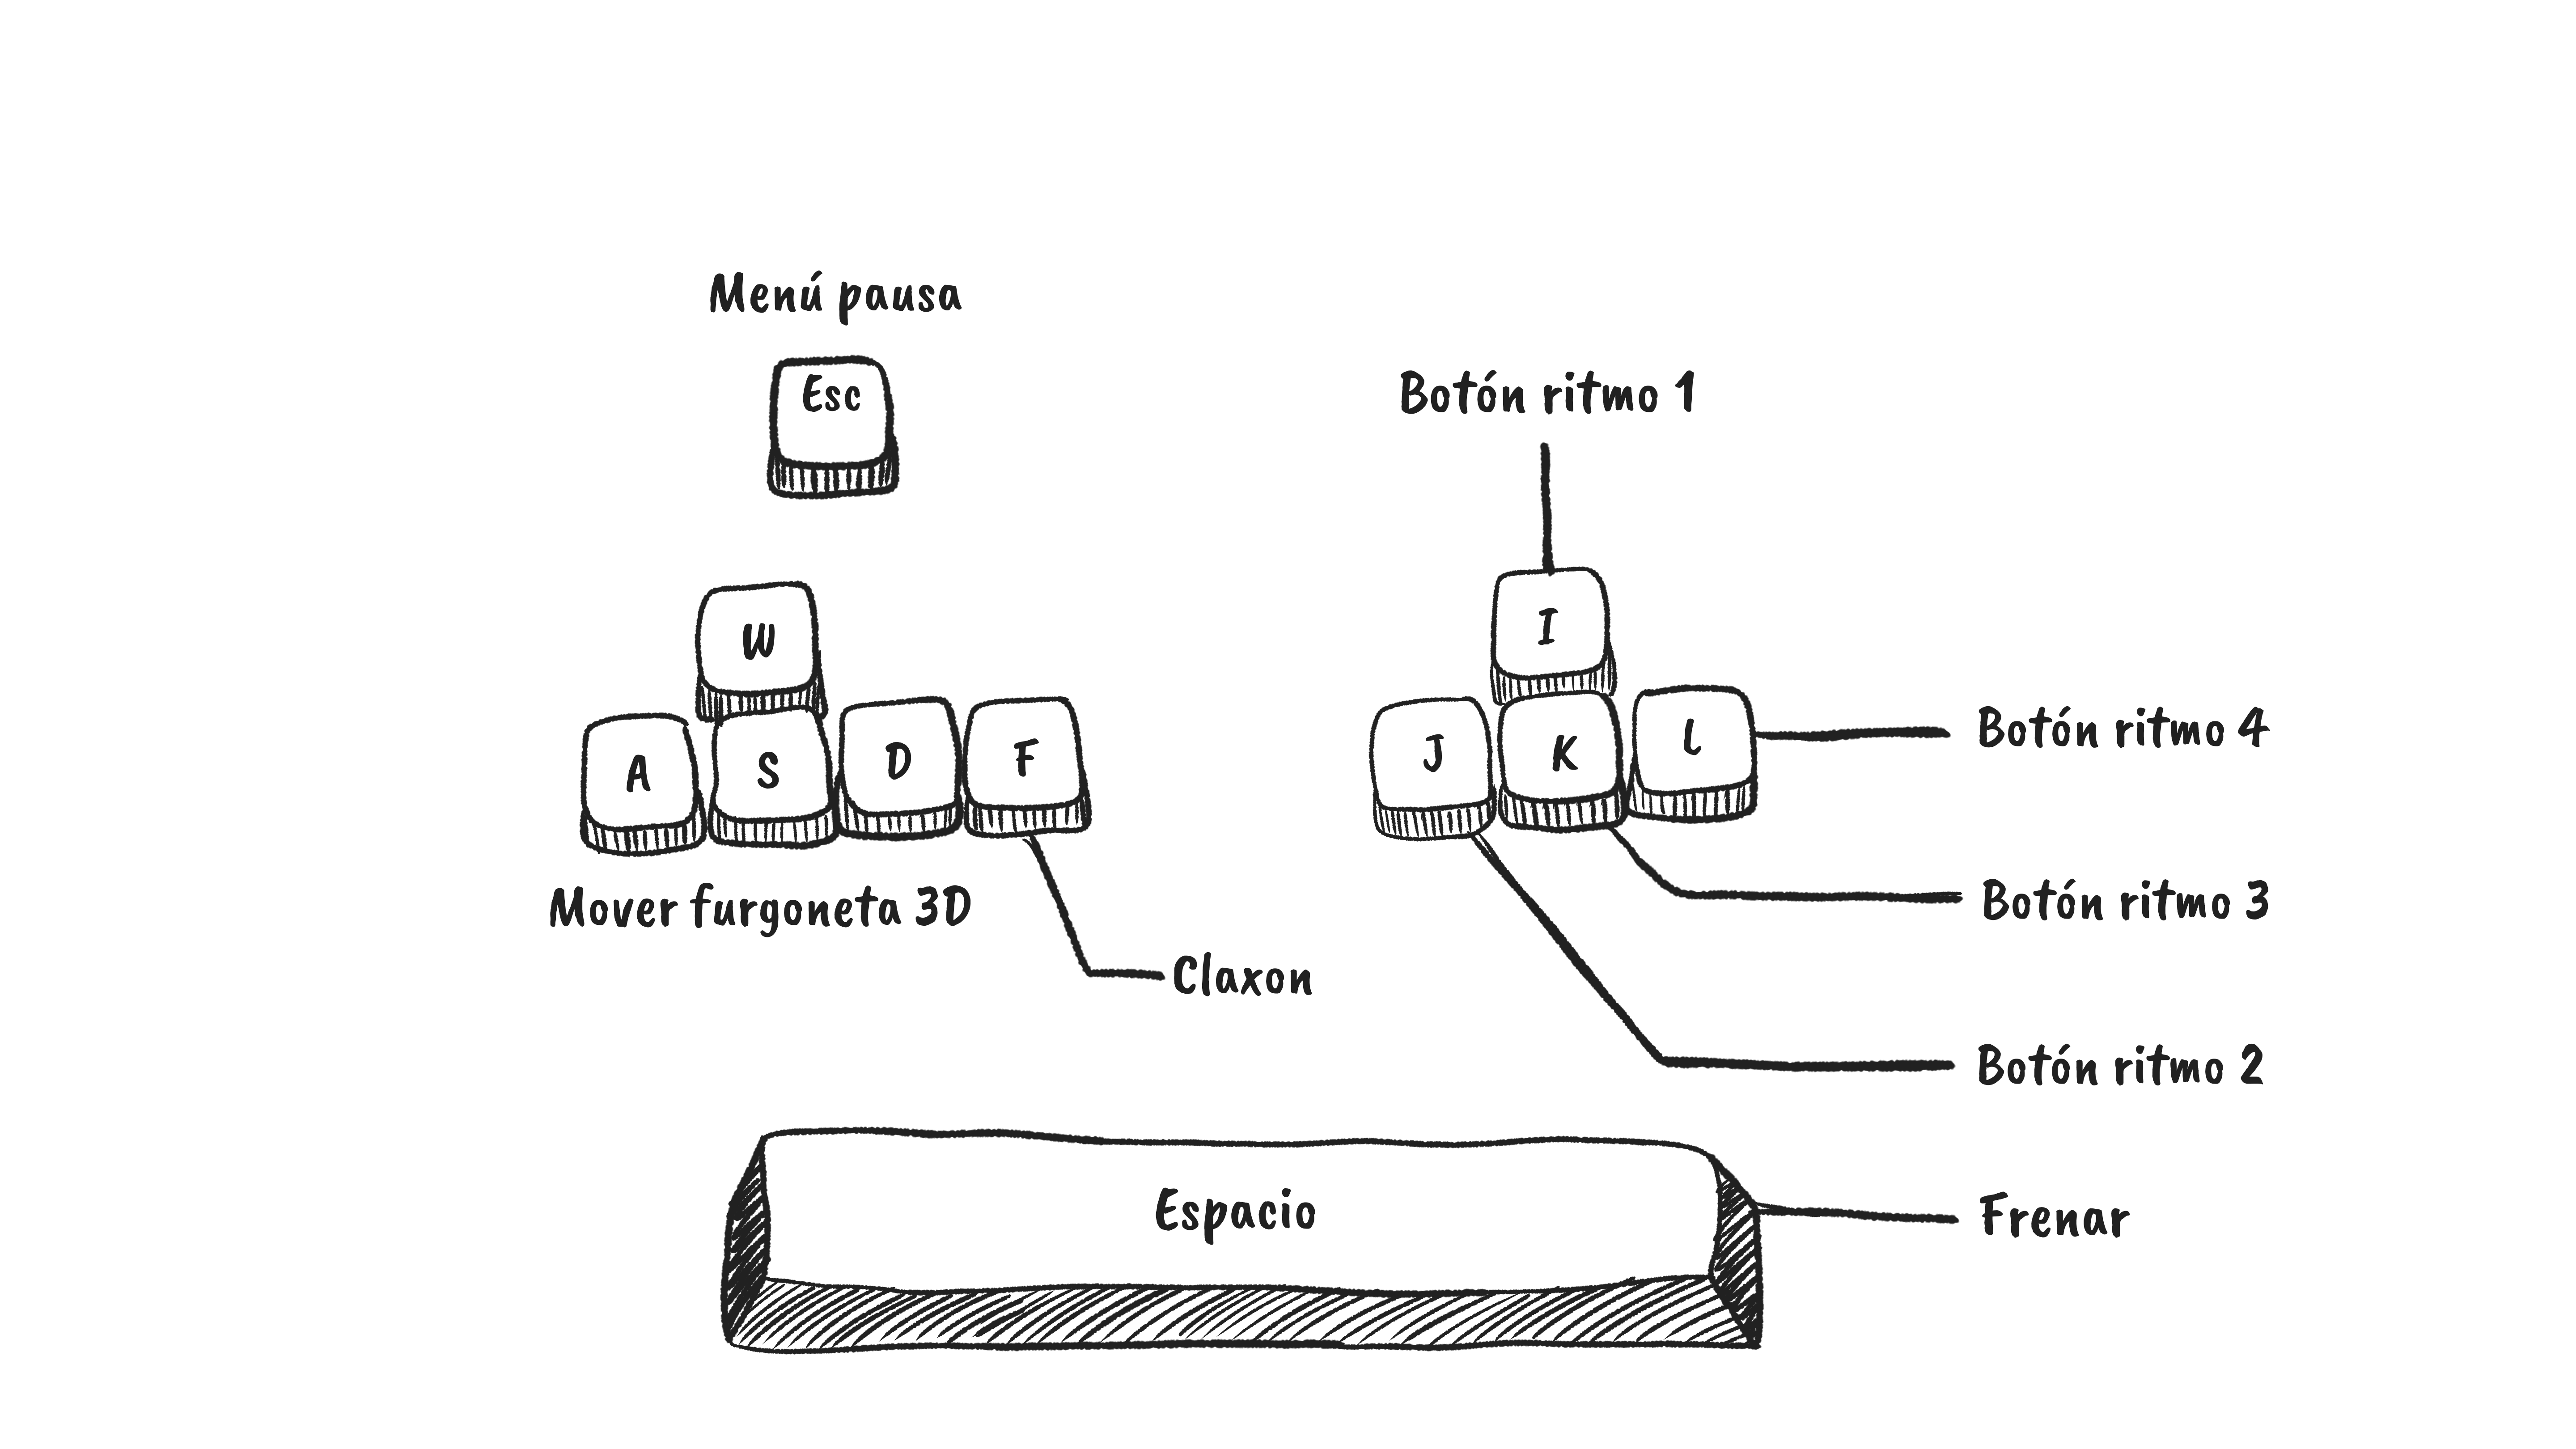 Menú pausa
Esc
Botón ritmo 1
W
I
A S D F
J K L
Botón ritmo 4
Mover furgoneta 3D
Botón ritmo 3
Claxon
Botón ritmo 2
Espacio
Frenar